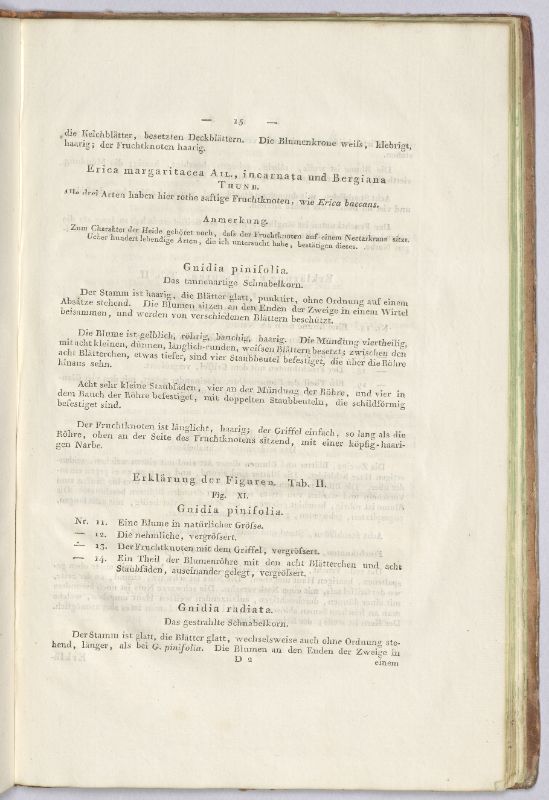 — 15 —
die Kelchblätter, besetzten Deckblättern. Die Blumenkrone weiſs, klebrigt,
haarig; der Fruchtknoten haarig.
Erica margaritacea AIT., incarnata und Bergiana
THUNB.
Alle drei Arten haben hier rothe saftige Fruchtknoten, wie Erica baccans.
Anmerkung.
Zum Charakter der Heide gehöret noch, daſs der Fruchtknoten auf einem Nectarkranz sitzt.
Ueber hundert lebendige Arten, die ich untersucht habe, bestätigen dieses.
Gnidia pinifolia.
Das tannenartige Schnabelkorn.
Der Stamm ist haarig, die Blätter glatt, punktirt, ohne Ordnung auf einem
Absatze stehend. Die Blumen sitzen an den Enden der Zweige in einem Wirtel
beisammen, und werden von verschiedenen Blättern beschützt.
Die Blume ist gelblich, röhrig, bauchig, haarig. Die Mündung viertheilig,
mit acht kleinen, dünnen, länglich-runden, weiſsen Blättern besetzt; zwischen den
acht Blätterchen, etwas tiefer, sind vier Staubbeutel befestiget, die über die Röhre
hinaus sehn.
Acht sehr kleine Staubfäden, vier an der Mündung der Röhre, und vier in
dem Bauch der Röhre befestiget, mit doppelten Staubbeuteln, die schildförmig
befestiget sind.
Der Fruchtknoten ist länglicht, haarig; der Griffel einfach, so lang als die
Röhre, oben an der Seite des Fruchtknotens sitzend, mit einer köpfig-haari-
gen Narbe.
Erklärung der Figuren. Tab. II.
Fig. XI.
Gnidia pinifolia.
Nr. 11. Eine Blume in natürlicher Gröſse.
— 12. Die nehmliche, vergröſsert.
— 13. Der Fruchtknoten mit dem Griffel, vergröſsert.
— 14. Ein Theil der Blumenröhre mit den acht Blätterchen und acht
Staubfäden, auseinander gelegt, vergröſsert.
Gnidia radiata.
Das gestrahlte Schnabelkorn.
Der Stamm ist glatt, die Blätter glatt, wechselsweise auch ohne Ordnung ste-
hend, länger, als bei G. pinifolia. Die Blumen an den Enden der Zweige in
D 2 einem